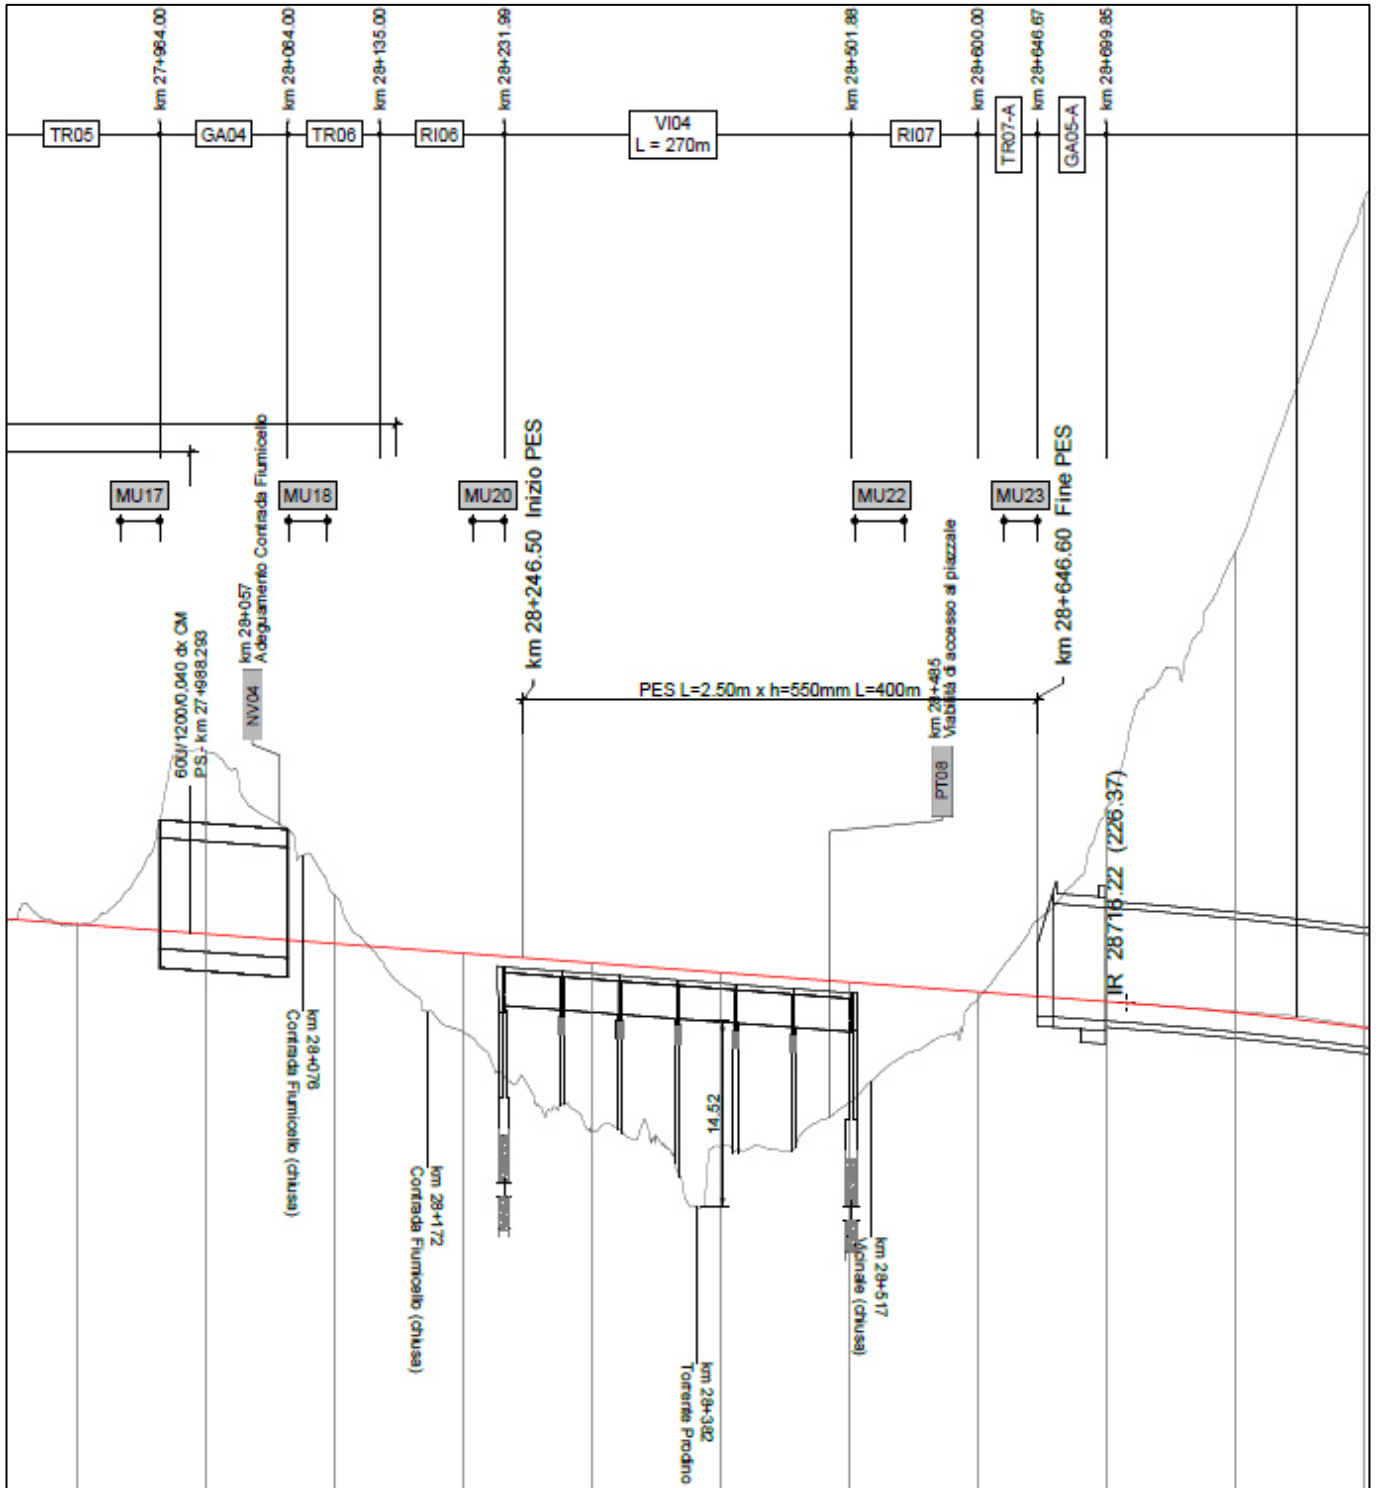 km 27+964.00
km 28+064.00
km 28+135.00
km 28+231.99
km 28+501.88
km 28+600.00
km 28+646.67
km 28+699.85
TR05
GA04
TR06
RI06
VI04
L = 270m
RI07
TR07-A
GA05-A
MU17
MU18
MU20
MU22
MU23
km 28+246.50 Inizio PES
km 28+646.60 Fine PES
PES L=2.50m x h=550mm L=400m
60U/1200/0,040 dx CM
P.S.- km 27+988.293
NV04
km 28+057
Adeguamento Contrada Fiumicello
PT08
km 28+485
Viabilità di accesso al piazzale
IR 28716.22 (226.37)
km 28+076
Contrada Fiumicello (chiusa)
km 28+172
Contrada Fiumicello (chiusa)
14.52
km 28+382
Torrente Prodino
km 28+517
Vicinale (chiusa)